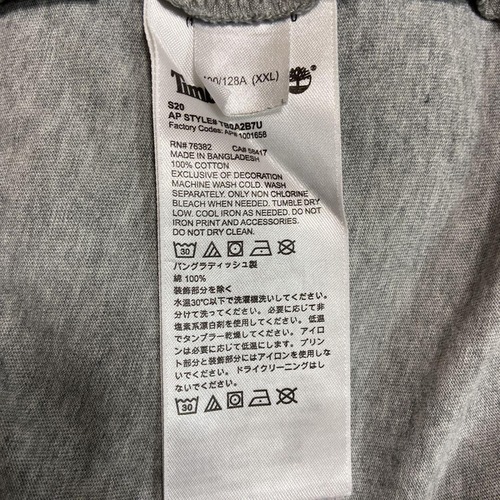 100/128A (XXL)
Timb
S20
AP STYLE# TB0A2B7U
Factory Codes: AP# 1001658
RN# 76382 CA# 58417
MADE IN BANGLADESH
100% COTTON
EXCLUSIVE OF DECORATION
MACHINE WASH COLD. WASH
SEPARATELY. ONLY NON CHLORINE
BLEACH WHEN NEEDED. TUMBLE DRY
LOW. COOL IRON AS NEEDED. DO NOT
IRON PRINT AND ACCESSORIES.
DO NOT DRY CLEAN.
30
バングラディッシュ製
綿 100%
装飾部分を除く
水温30℃以下で洗濯機洗いしてください。
分けて洗ってください。必要に応じて非
塩素系漂白剤を使用してください。低温
でタンブラー乾燥してください。アイロン
は必要に応じて低温にします。プリン
ト部分と装飾部分にはアイロンを使用しな
いでください。ドライクリーニングはし
ないでください。
30